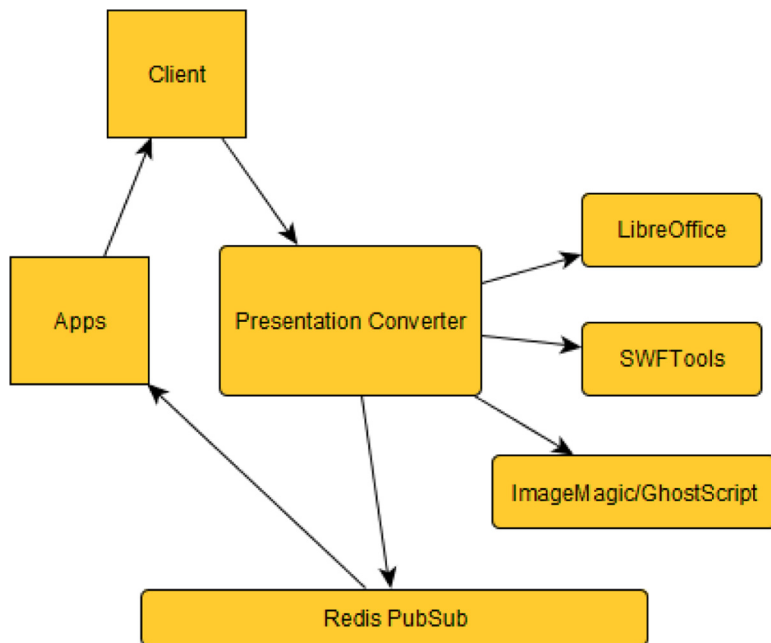 Client
LibreOffice
Apps
Presentation Converter
SWFTools
ImageMagic/GhostScript
Redis PubSub